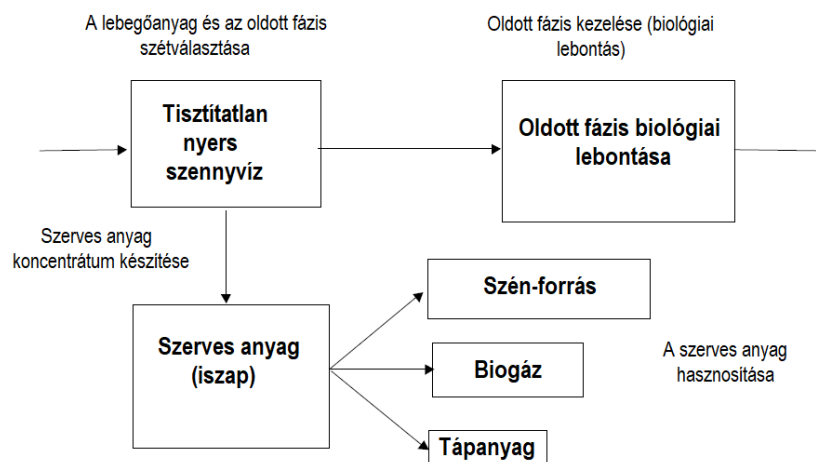 A lebegőanyag és az oldott fázis
szétválasztása
Oldott fázis kezelése (biológiai
lebontás)
Tisztítatlan
nyers
szennyvíz
Oldott fázis biológiai
lebontása
Szerves anyag
koncentrátum készítése
Szén-forrás
Szerves anyag
(iszap)
Biogáz
A szerves anyag
hasznosítása
Tápanyag